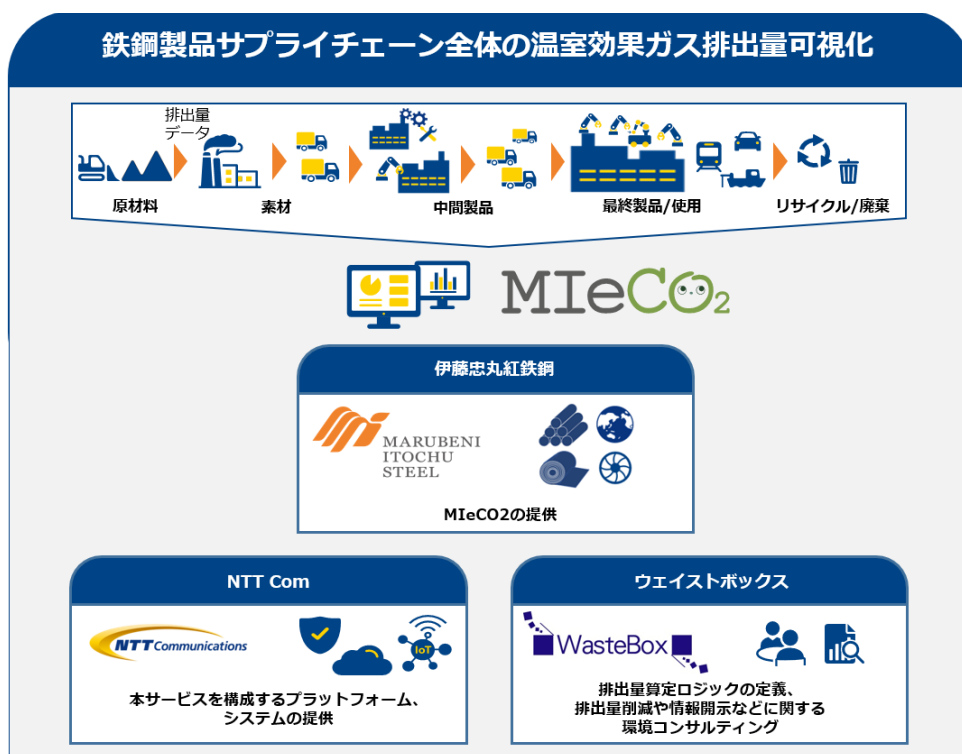 鉄鋼製品サプライチェーン全体の温室効果ガス排出量可視化
排出量
データ
原材料
素材
中間製品
最終製品/使用
リサイクル/廃棄
MIeCO2
伊藤忠丸紅鉄鋼
MARUBENI
ITOCHU
STEEL
MIeCO2の提供
NTT Com
NTT Communications
IoT
本サービスを構成するプラットフォーム、
システムの提供
ウェイストボックス
WasteBox
排出量算定ロジックの定義、
排出量削減や情報開示などに関する
環境コンサルティング